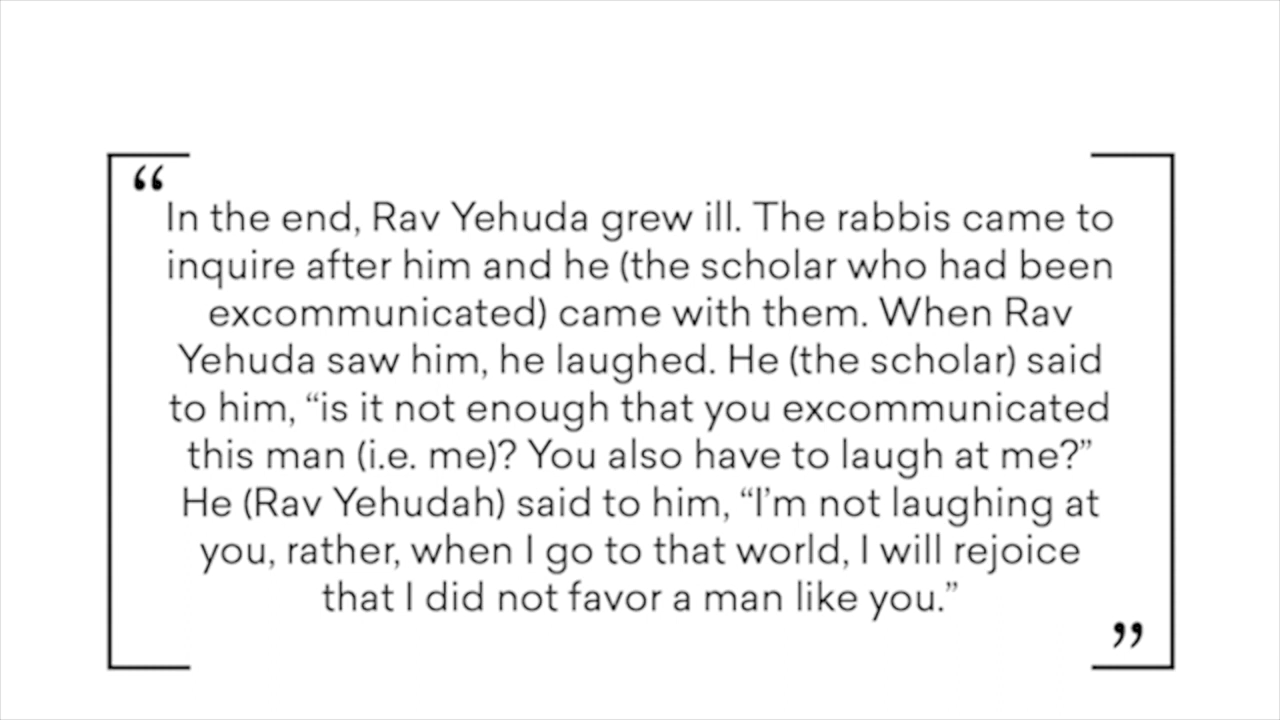 “
In the end, Rav Yehuda grew ill. The rabbis came to
inquire after him and he (the scholar who had been
excommunicated) came with them. When Rav
Yehuda saw him, he laughed. He (the scholar) said
to him, “is it not enough that you excommunicated
this man (i.e. me)? You also have to laugh at me?”
He (Rav Yehudah) said to him, “I’m not laughing at
you, rather, when I go to that world, I will rejoice
that I did not favor a man like you.”
”